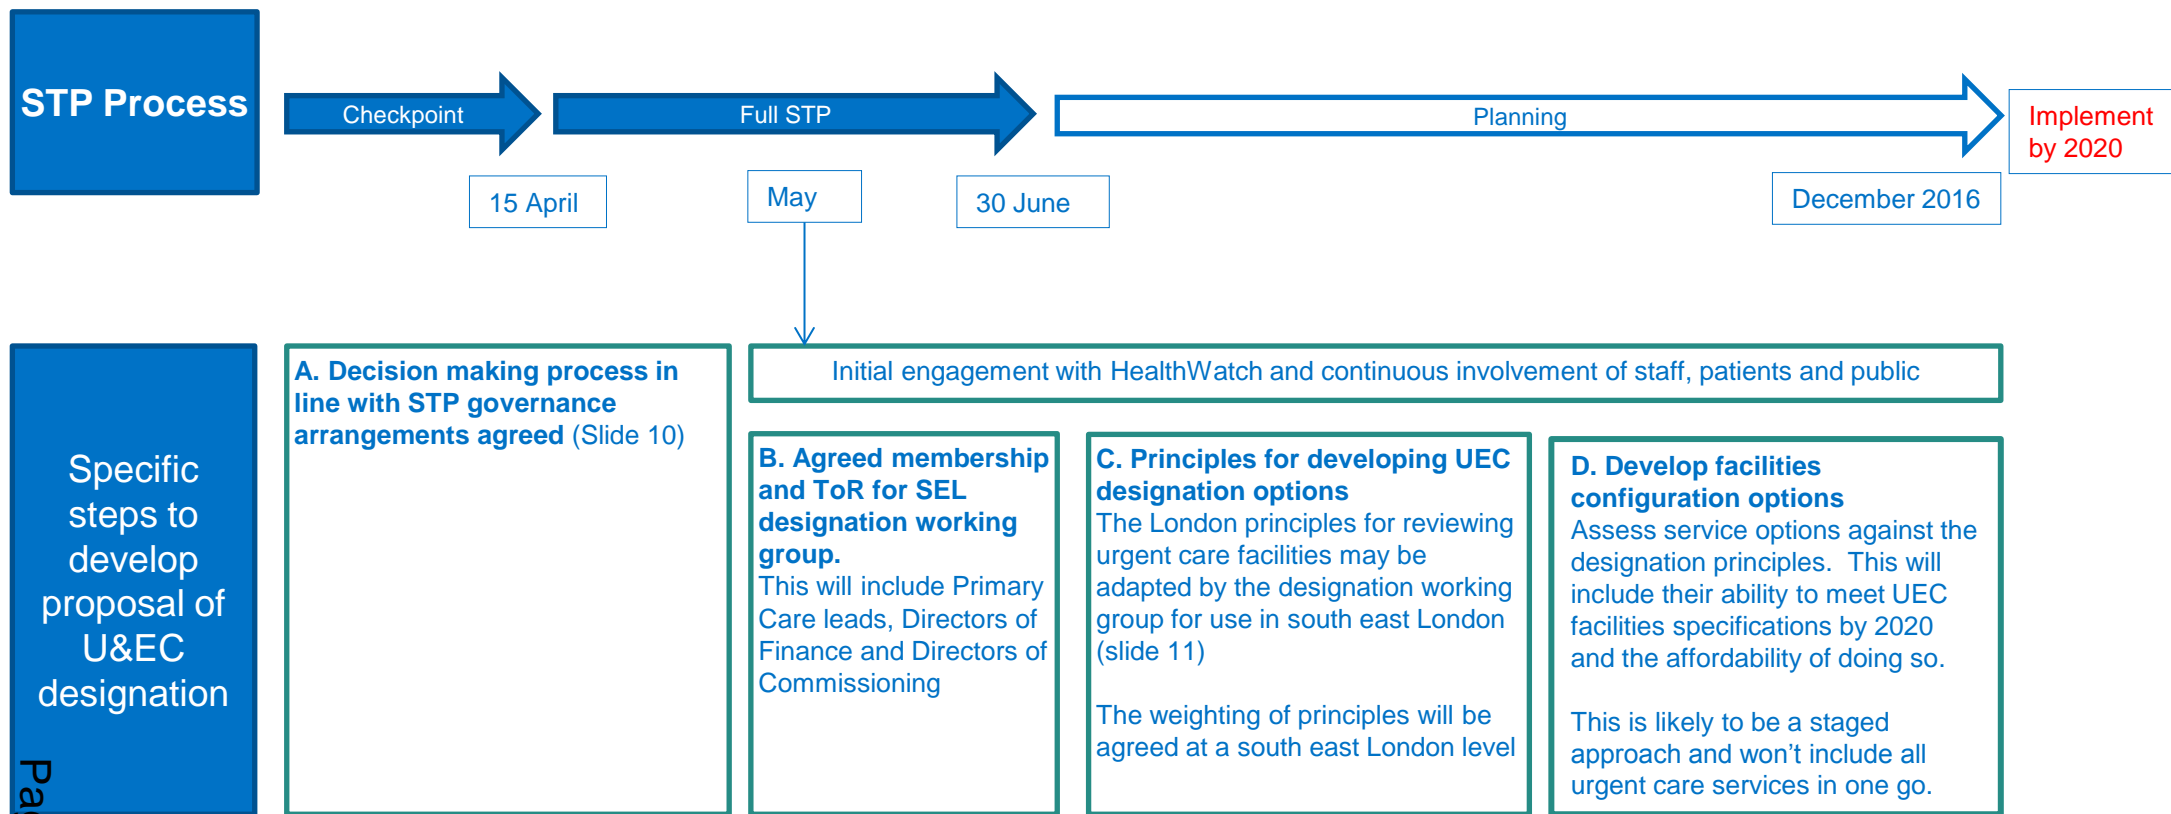 STP Process
Checkpoint
Full STP
Planning
Implement
by 2020
15 April
May
30 June
December 2016
Specific
steps to
develop
proposal of
U&EC
designation
A. Decision making process in
line with STP governance
arrangements agreed (Slide 10)
Initial engagement with HealthWatch and continuous involvement of staff, patients and public
B. Agreed membership
and ToR for SEL
designation working
group.
This will include Primary
Care leads, Directors of
Finance and Directors of
Commissioning
C. Principles for developing UEC
designation options
The London principles for reviewing
urgent care facilities may be
adapted by the designation working
group for use in south east London
(slide 11)
The weighting of principles will be
agreed at a south east London level
D. Develop facilities
configuration options
Assess service options against the
designation principles.  This will
include their ability to meet UEC
facilities specifications by 2020
and the affordability of doing so.
This is likely to be a staged
approach and won’t include all
urgent care services in one go.